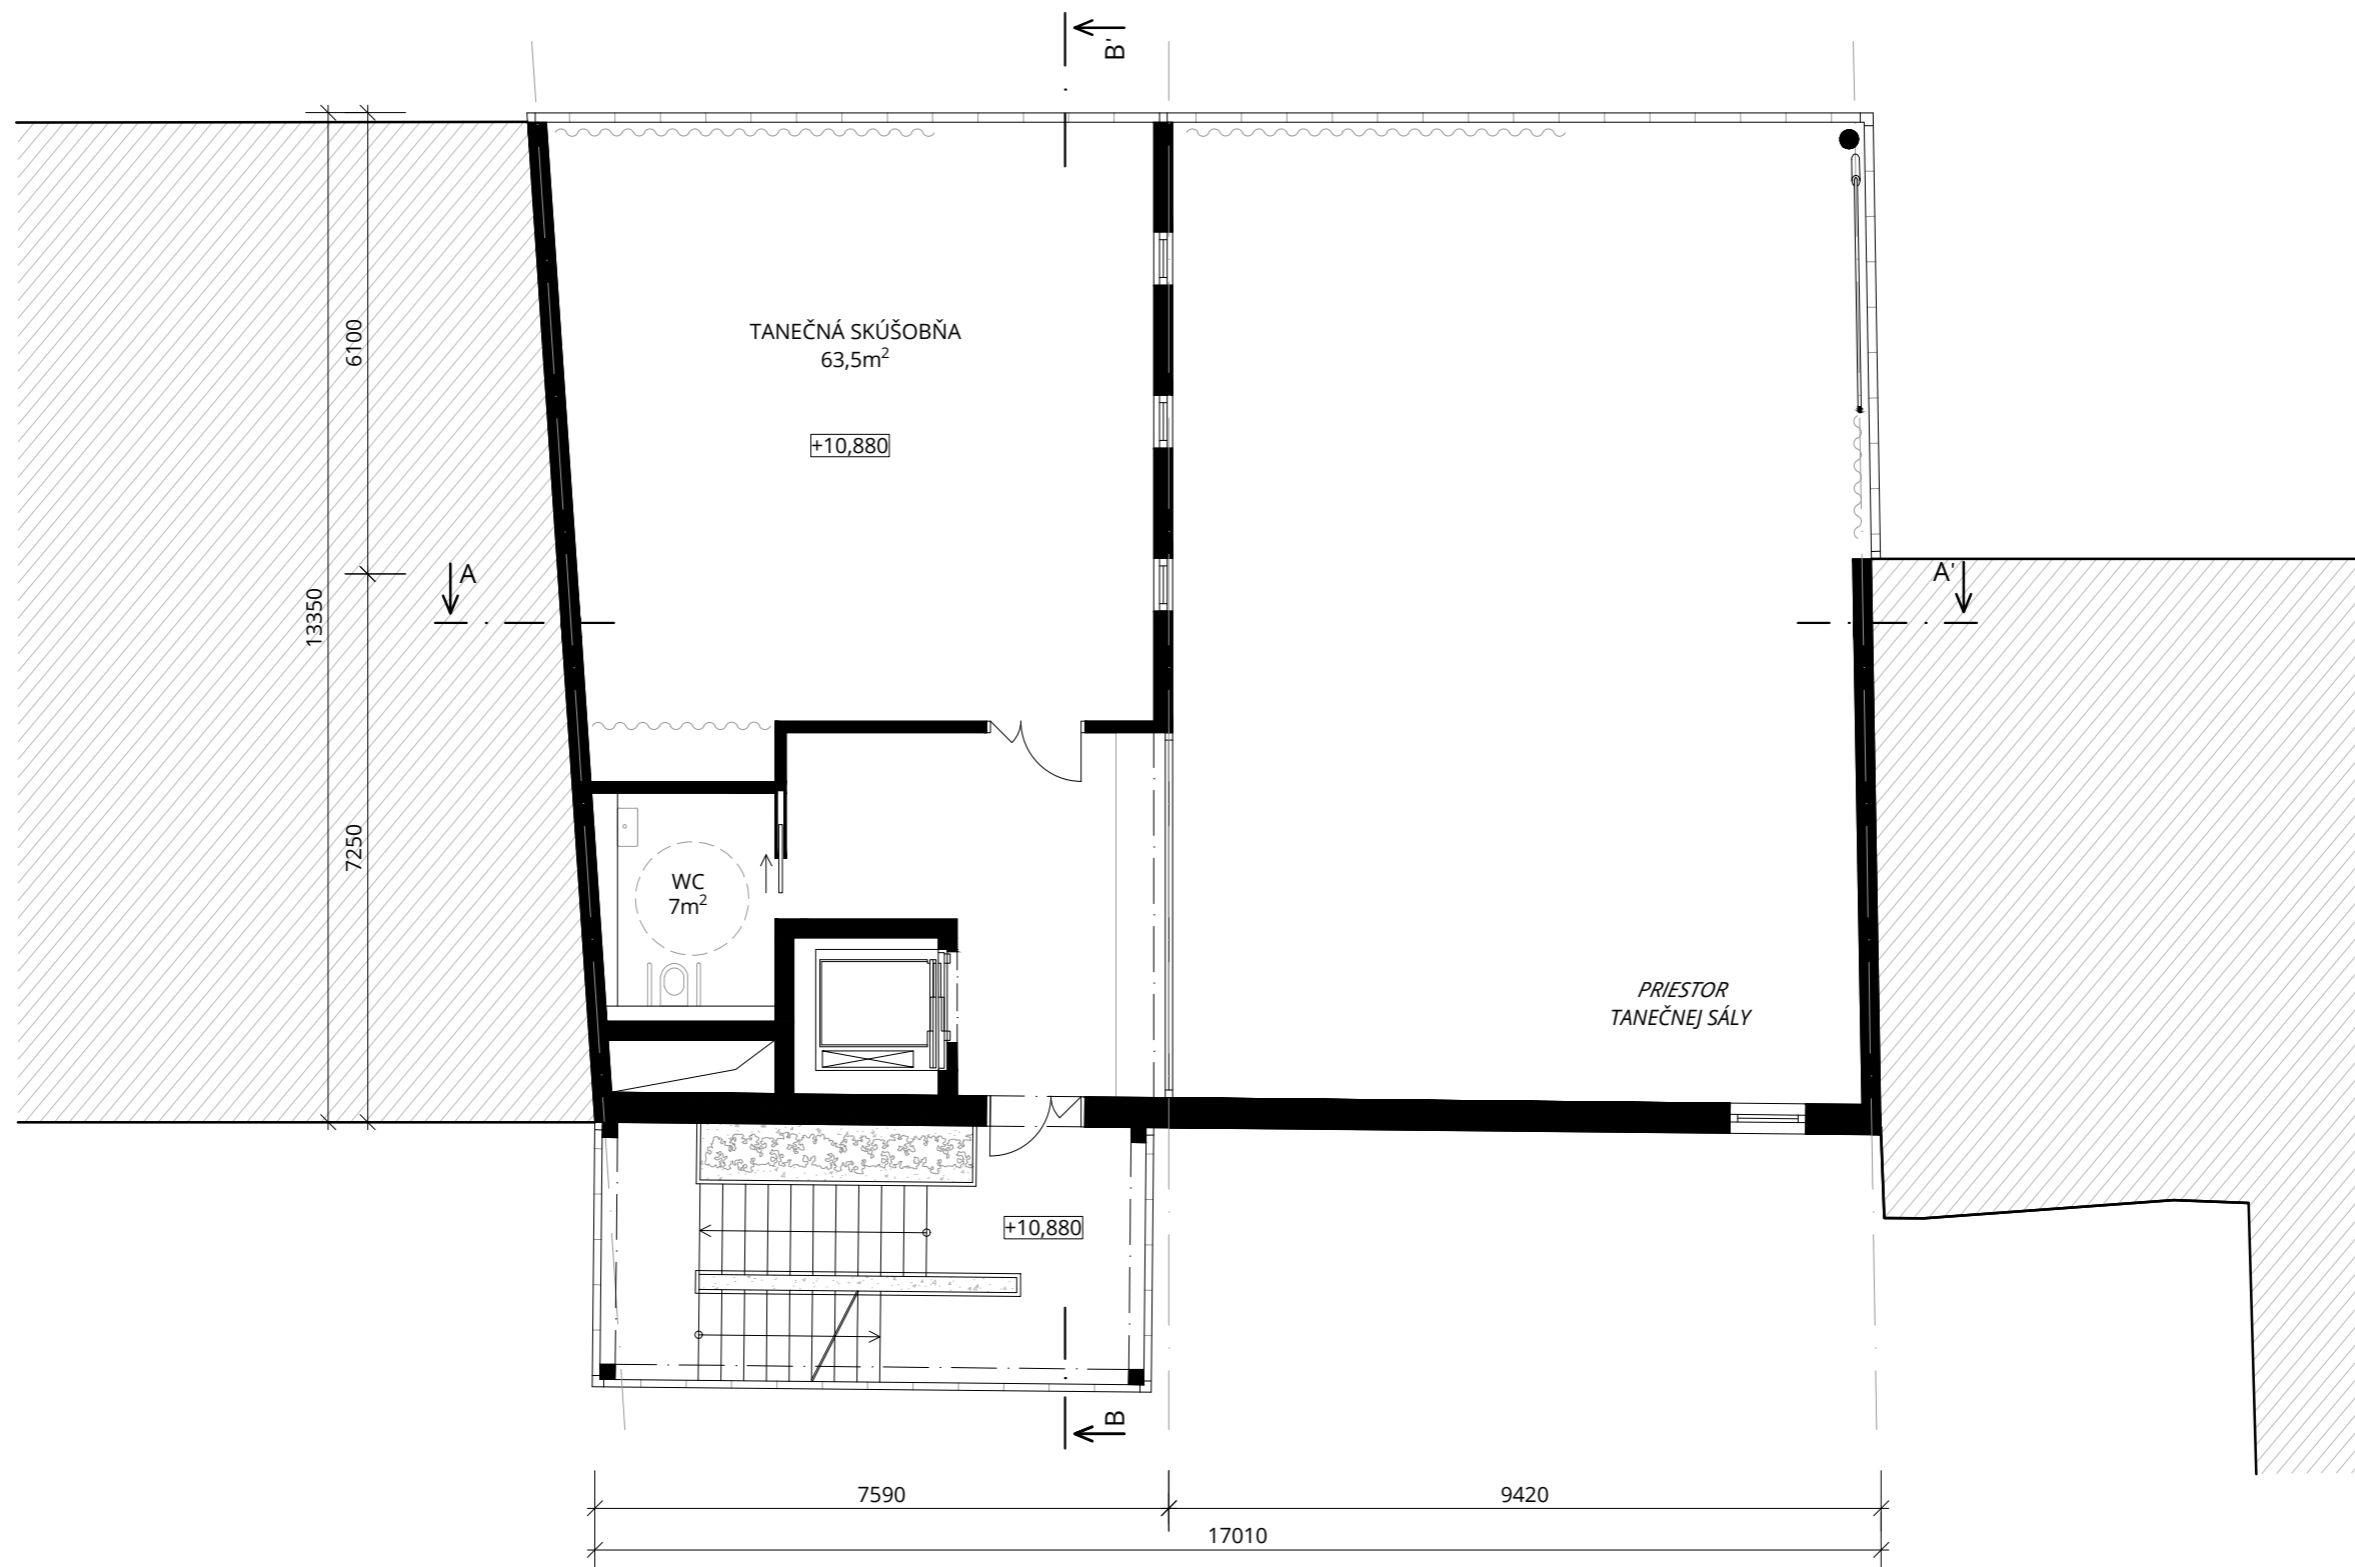 B'
TANEČNÁ SKÚŠOBŇA
63,5m²
6100
+10,880
A
A'
13350
7250
WC
7m²
PRIESTOR
TANEČNEJ SÁLY
+10,880
B
7590
9420
17010